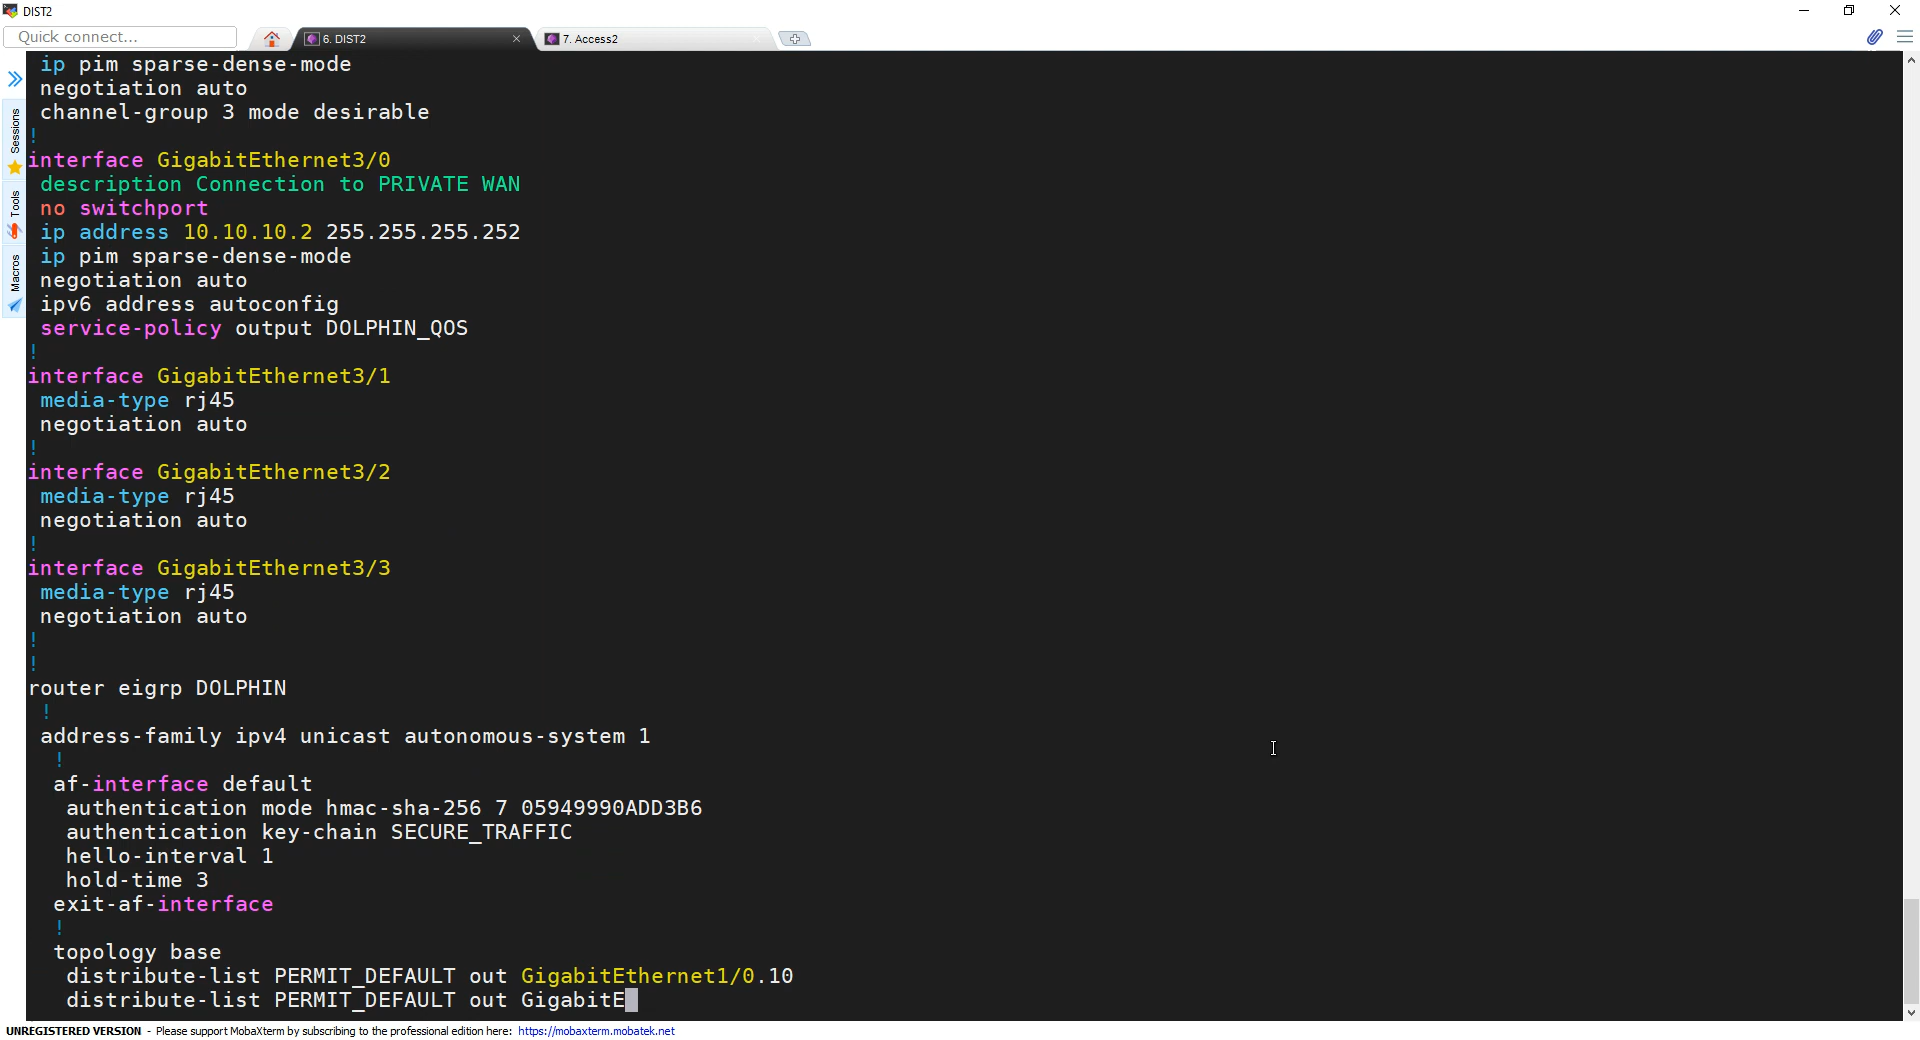 DIST2
Quick connect...
6. DIST2
7. Access2
Sessions
Tools
Macros
ip pim sparse-dense-mode
negotiation auto
channel-group 3 mode desirable
!
interface GigabitEthernet3/0
description Connection to PRIVATE WAN
no switchport
ip address 10.10.10.2 255.255.255.252
ip pim sparse-dense-mode
negotiation auto
ipv6 address autoconfig
service-policy output DOLPHIN_QOS
!
interface GigabitEthernet3/1
media-type rj45
negotiation auto
!
interface GigabitEthernet3/2
media-type rj45
negotiation auto
!
interface GigabitEthernet3/3
media-type rj45
negotiation auto
!
!
router eigrp DOLPHIN
!
address-family ipv4 unicast autonomous-system 1
!
af-interface default
authentication mode hmac-sha-256 7 05949990ADD3B6
authentication key-chain SECURE_TRAFFIC
hello-interval 1
hold-time 3
exit-af-interface
!
topology base
distribute-list PERMIT_DEFAULT out GigabitEthernet1/0.10
distribute-list PERMIT_DEFAULT out GigabitE
UNREGISTERED VERSION - Please support MobaXterm by subscribing to the professional edition here: https://mobaxterm.mobatek.net